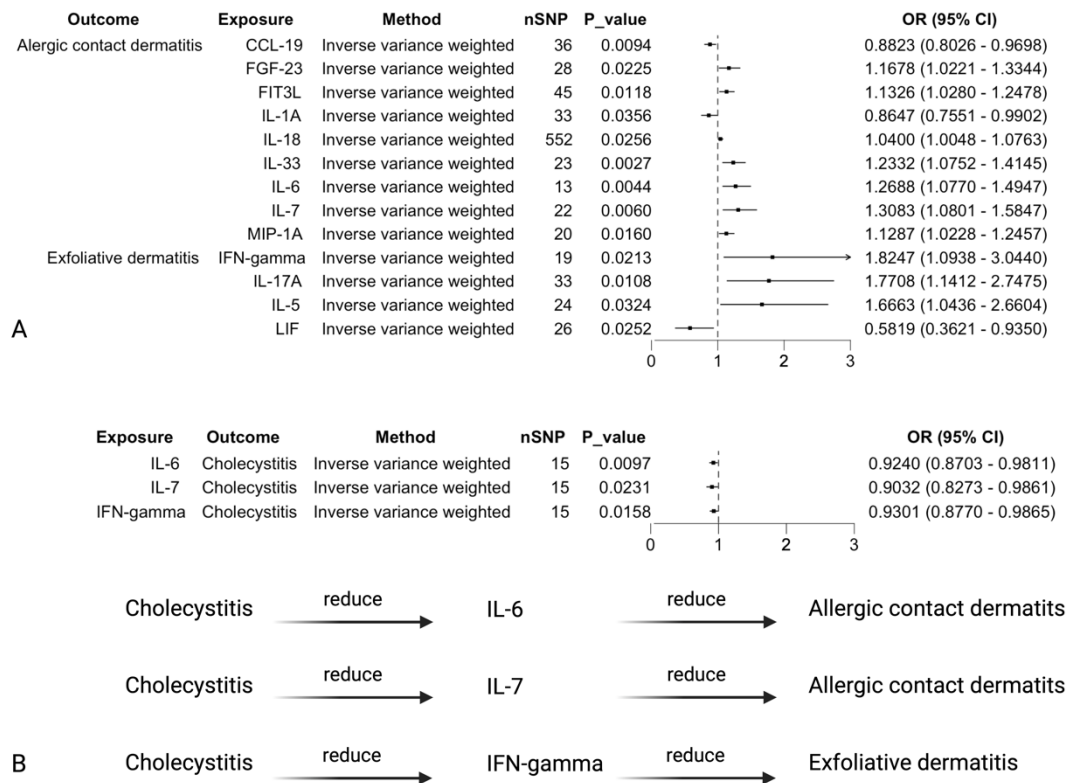 Outcome Exposure Method nSNP P_value OR (95% CI)
Alergic contact dermatitis CCL-19 Inverse variance weighted 36 0.0094 0.8823 (0.8026 - 0.9698)
FGF-23 Inverse variance weighted 28 0.0225 1.1678 (1.0221 - 1.3344)
FIT3L Inverse variance weighted 45 0.0118 1.1326 (1.0280 - 1.2478)
IL-1A Inverse variance weighted 33 0.0356 0.8647 (0.7551 - 0.9902)
IL-18 Inverse variance weighted 552 0.0256 1.0400 (1.0048 - 1.0763)
IL-33 Inverse variance weighted 23 0.0027 1.2332 (1.0752 - 1.4145)
IL-6 Inverse variance weighted 13 0.0044 1.2688 (1.0770 - 1.4947)
IL-7 Inverse variance weighted 22 0.0060 1.3083 (1.0801 - 1.5847)
MIP-1A Inverse variance weighted 20 0.0160 1.1287 (1.0228 - 1.2457)
Exfoliative dermatitis IFN-gamma Inverse variance weighted 19 0.0213 1.8247 (1.0938 - 3.0440)
IL-17A Inverse variance weighted 33 0.0108 1.7708 (1.1412 - 2.7475)
IL-5 Inverse variance weighted 24 0.0324 1.6663 (1.0436 - 2.6604)
A LIF Inverse variance weighted 26 0.0252 0.5819 (0.3621 - 0.9350)
0 1 2 3
Exposure Outcome Method nSNP P_value OR (95% CI)
IL-6 Cholecystitis Inverse variance weighted 15 0.0097 0.9240 (0.8703 - 0.9811)
IL-7 Cholecystitis Inverse variance weighted 15 0.0231 0.9032 (0.8273 - 0.9861)
IFN-gamma Cholecystitis Inverse variance weighted 15 0.0158 0.9301 (0.8770 - 0.9865)
0 1 2 3
Cholecystitis reduce IL-6 reduce Allergic contact dermatits
Cholecystitis reduce IL-7 reduce Allergic contact dermatits
B Cholecystitis reduce IFN-gamma reduce Exfoliative dermatitis